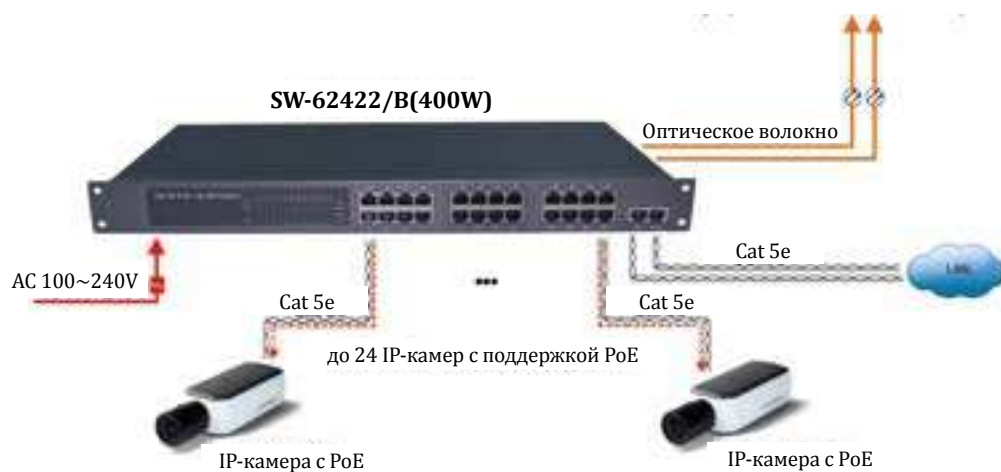 SW-62422/B(400W)
Оптическое волокно
AC 100~240V
Cat 5e
LAN
Cat 5e
Cat 5e
до 24 IP-камер с поддержкой PoE
IP-камера с PoE
IP-камера с PoE